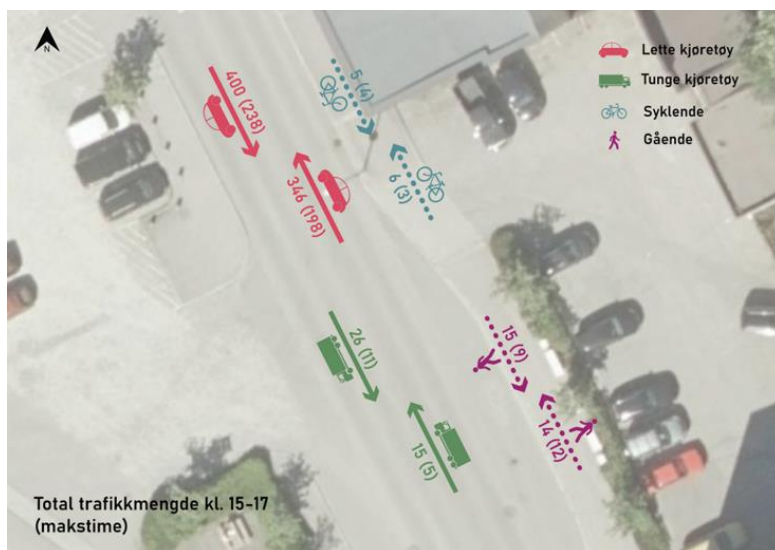 N
400 (238)
346 (198)
5 (4)
6 (3)
Lette kjøretøy
Tunge kjøretøy
Syklende
Gående
26 (11)
15 (5)
15 (9)
14 (12)
Total trafikkmengde kl. 15-17
(makstime)